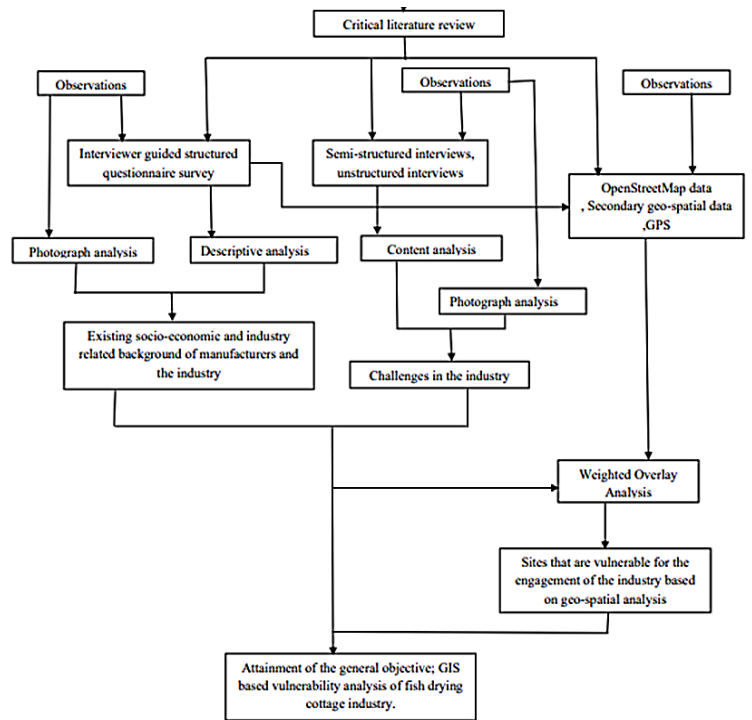 Critical literature review
Observations
Observations
Observations
Interviewer guided structured
questionnaire survey
Semi-structured interviews,
unstructured interviews
OpenStreetMap data
, Secondary geo-spatial data
,GPS
Photograph analysis
Descriptive analysis
Content analysis
Photograph analysis
Existing socio-economic and industry
related background of manufacturers and
the industry
Challenges in the industry
Weighted Overlay
Analysis
Sites that are vulnerable for the
engagement of the industry based
on geo-spatial analysis
Attainment of the general objective; GIS
based vulnerability analysis of fish drying
cottage industry.